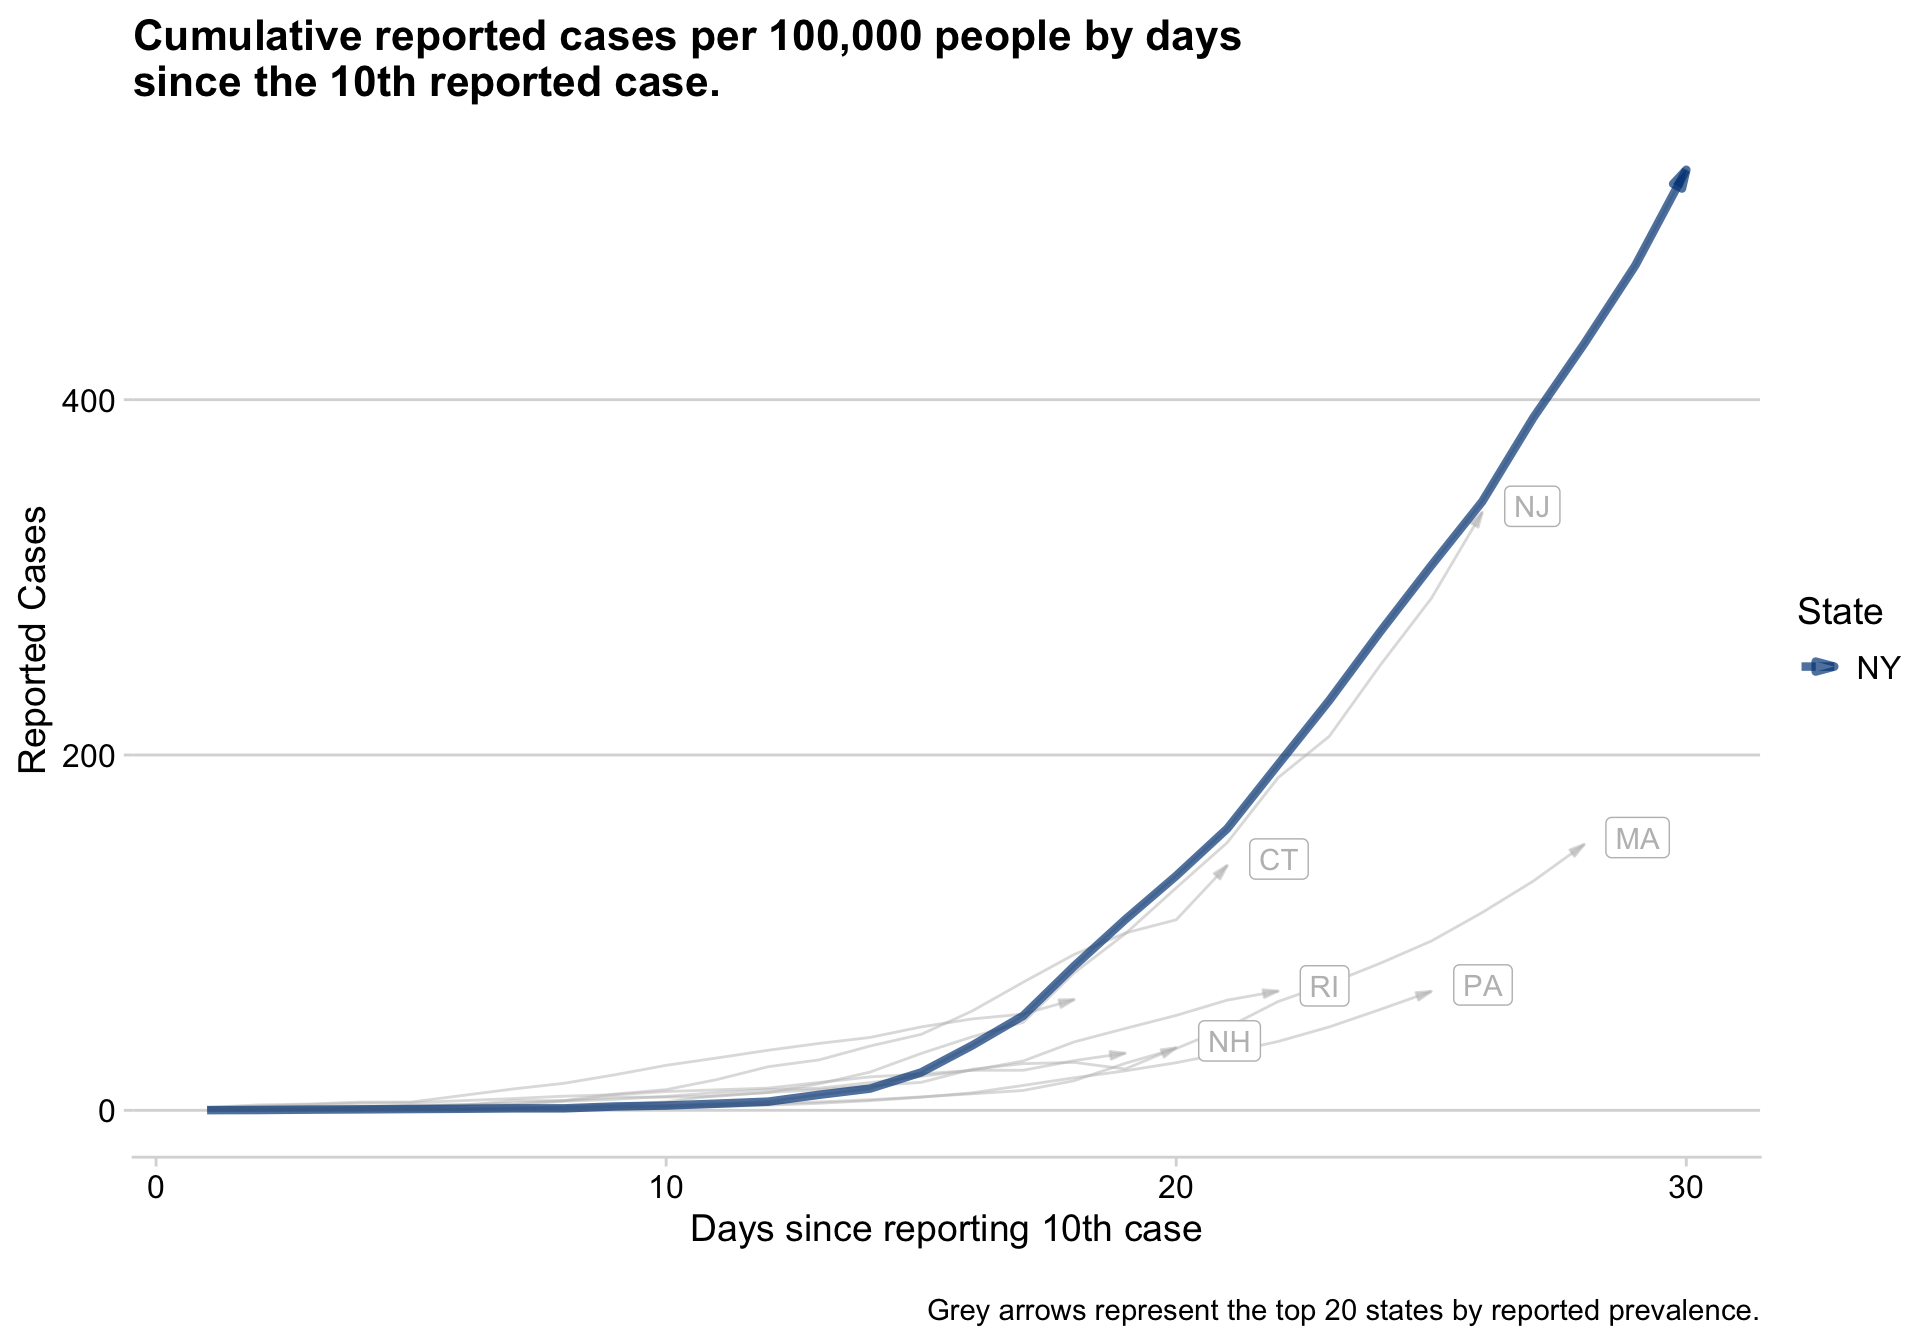 Cumulative reported cases per 100,000 people by days
since the 10th reported case.
Reported Cases
400
200
0
NJ
CT
MA
RI
PA
NH
State
NY
0
10
20
30
Days since reporting 10th case
Grey arrows represent the top 20 states by reported prevalence.